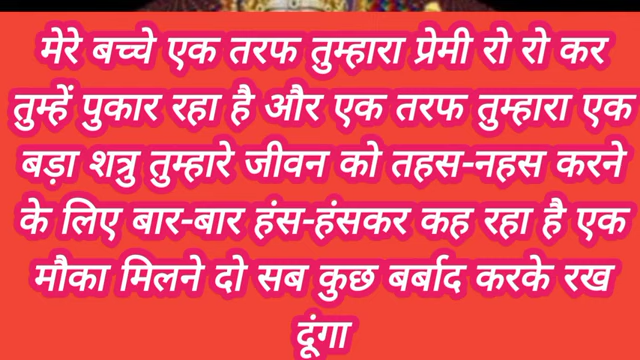 मेरे बच्चे एक तरफ तुम्हारा प्रेमी रो रो कर
तुम्हें पुकार रहा है और एक तरफ तुम्हारा एक
बड़ा शत्रु तुम्हारे जीवन को तहस-नहस करने
के लिए बार-बार हंस-हंसकर कह रहा है एक
मौका मिलने दो सब कुछ बर्बाद करके रख
दूंगा